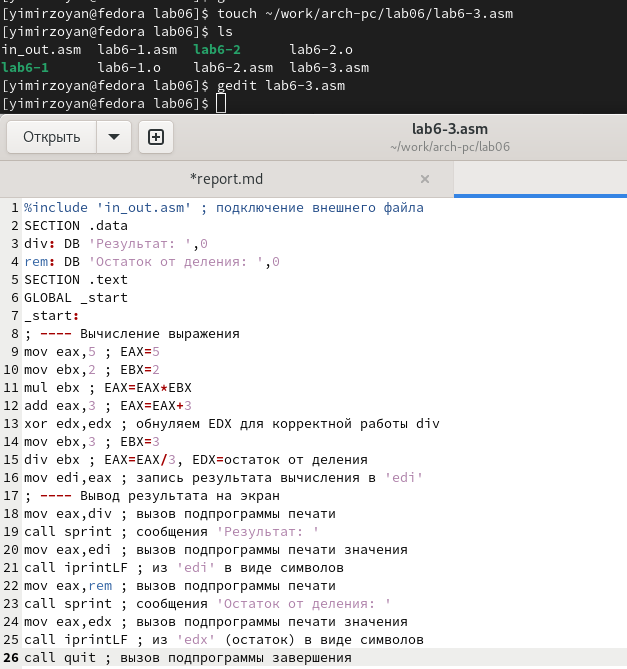 [yimirzoyan@fedora lab06]$ touch ~/work/arch-pc/lab06/lab6-3.asm
[yimirzoyan@fedora lab06]$ ls
in_out.asm  lab6-1.asm  lab6-2      lab6-2.o
lab6-1      lab6-1.o    lab6-2.asm  lab6-3.asm
[yimirzoyan@fedora lab06]$ gedit lab6-3.asm
[yimirzoyan@fedora lab06]$
Открыть
lab6-3.asm
~/work/arch-pc/lab06
*report.md ×
1 %include 'in_out.asm' ; подключение внешнего файла
2 SECTION .data
3 div: DB 'Результат: ',0
4 rem: DB 'Остаток от деления: ',0
5 SECTION .text
6 GLOBAL _start
7 _start:
8 ; ---- Вычисление выражения
9 mov eax,5 ; EAX=5
10 mov ebx,2 ; EBX=2
11 mul ebx ; EAX=EAX*EBX
12 add eax,3 ; EAX=EAX+3
13 xor edx,edx ; обнуляем EDX для корректной работы div
14 mov ebx,3 ; EBX=3
15 div ebx ; EAX=EAX/3, EDX=остаток от деления
16 mov edi,eax ; запись результата вычисления в 'edi'
17 ; ---- Вывод результата на экран
18 mov eax,div ; вызов подпрограммы печати
19 call sprint ; сообщения 'Результат: '
20 mov eax,edi ; вызов подпрограммы печати значения
21 call iprintLF ; из 'edi' в виде символов
22 mov eax,rem ; вызов подпрограммы печати
23 call sprint ; сообщения 'Остаток от деления: '
24 mov eax,edx ; вызов подпрограммы печати значения
25 call iprintLF ; из 'edx' (остаток) в виде символов
26 call quit ; вызов подпрограммы завершения